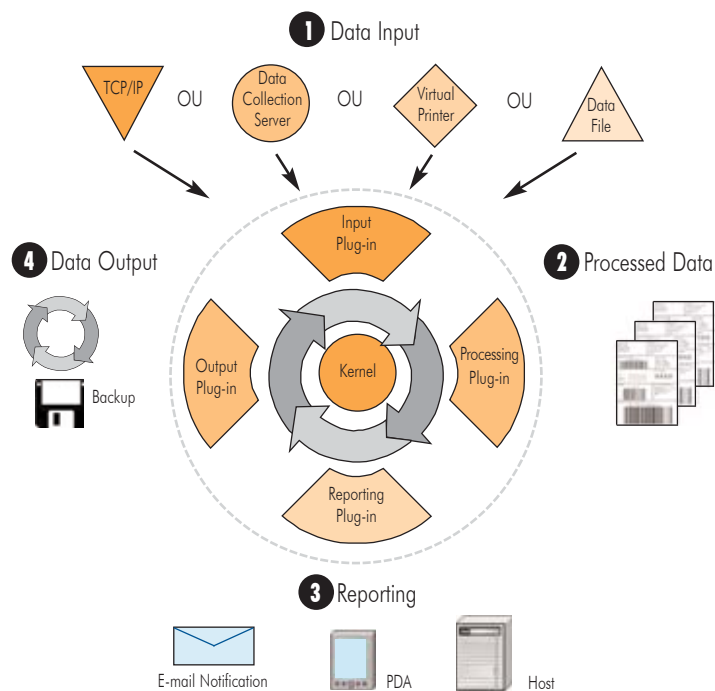 1 Data Input
TCP/IP
OU
Data
Collection
Server
OU
Virtual
Printer
OU
Data
File
Input
Plug-in
4 Data Output
2 Processed Data
Output
Plug-in
Kernel
Processing
Plug-in
Backup
Reporting
Plug-in
3 Reporting
E-mail Notification
PDA
Host